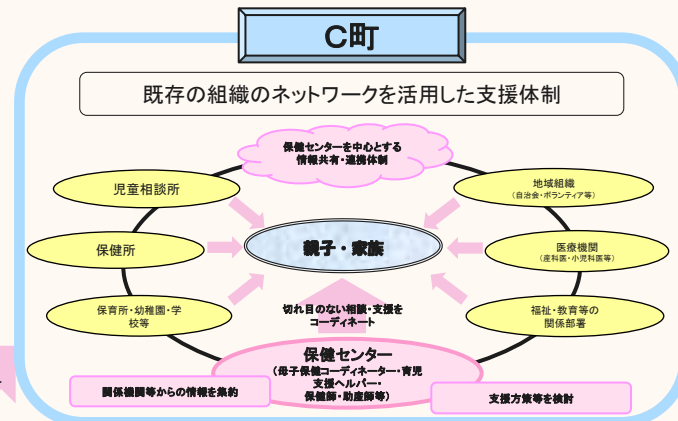 C町
既存の組織のネットワークを活用した支援体制
保健センターを中心とする
情報共有・連携体制
児童相談所
地域組織
（自治会・ボランティア等）
保健所
親子・家族
医療機関
（産科医・小児科医等）
保育所・幼稚園・学
校等
切れ目のない相談・支援を
コーディネート
福祉・教育等の
関係部署
保健センター
（母子保健コーディネーター・育児
支援ヘルパー・
保健師・助産師等）
関係機関等からの情報を集約
支援方策等を検討